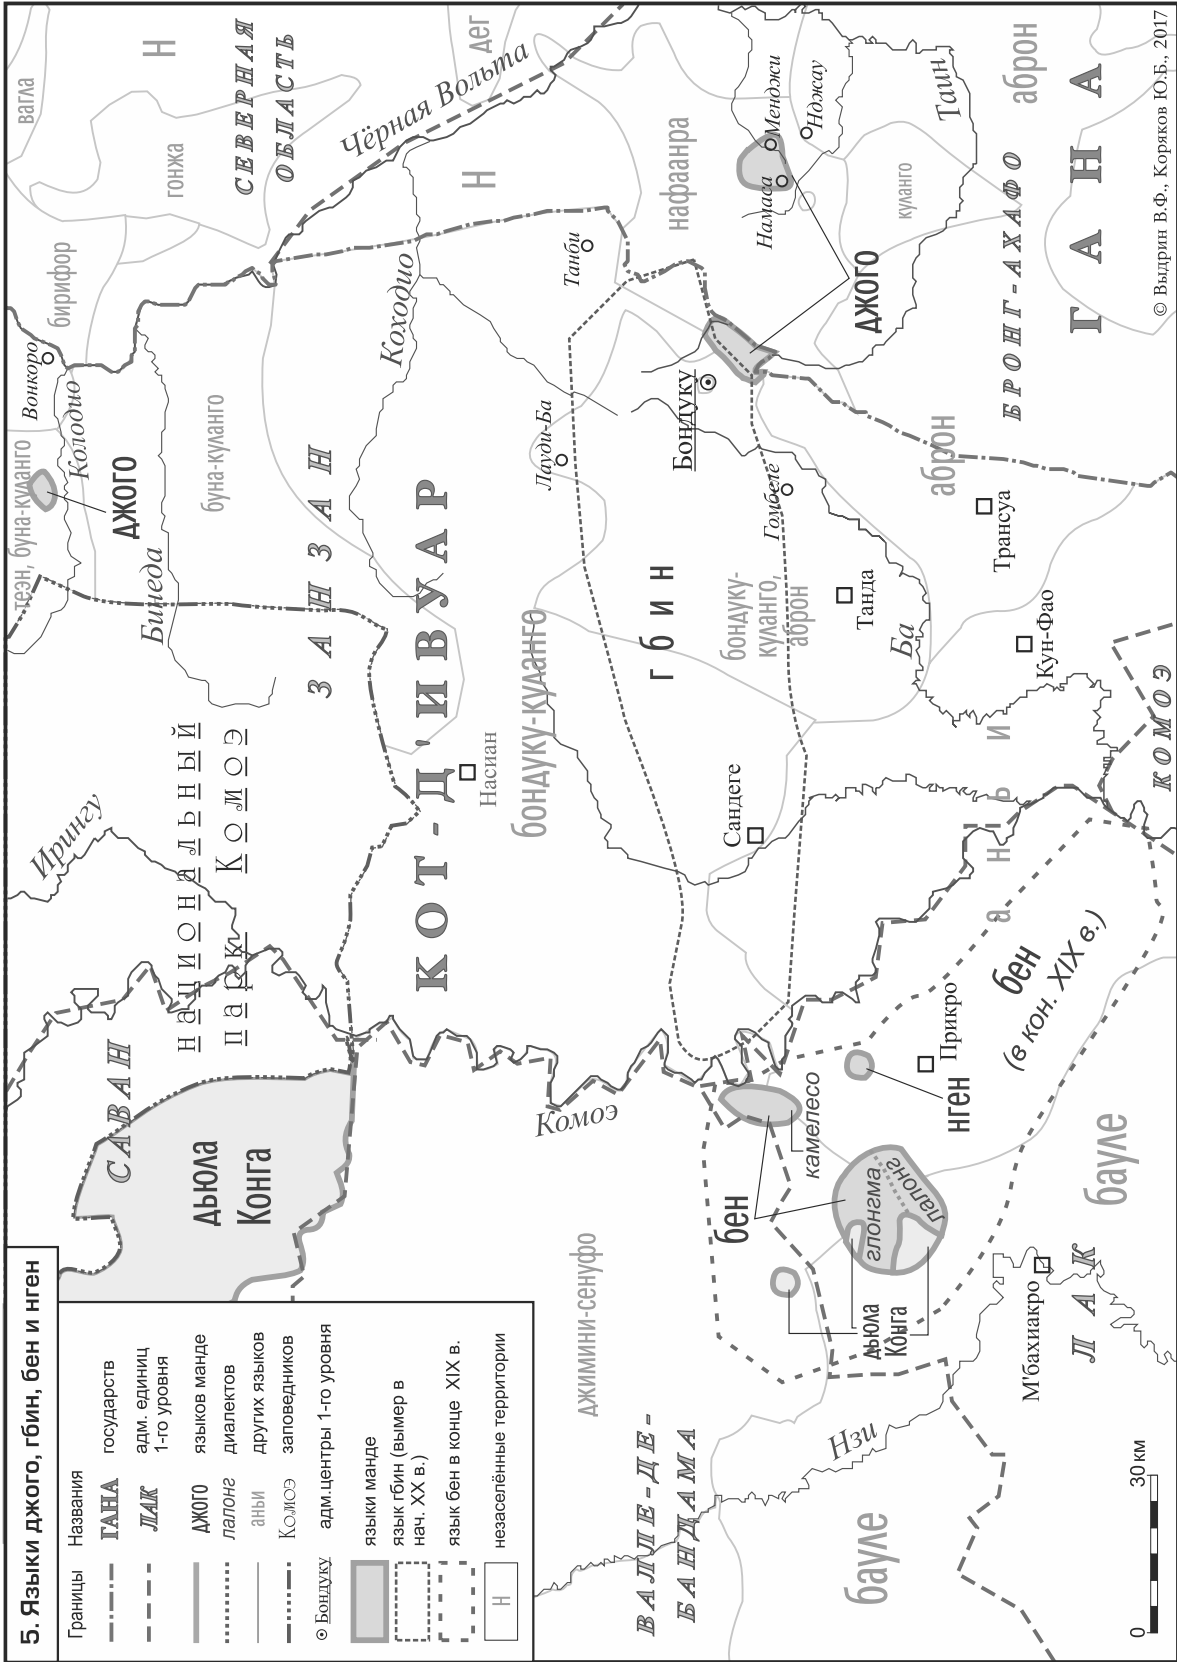 5. Языки джого, гбин, бен и нген
Границы Названия
ГАНА государств
ЛАК адм. единиц
1-го уровня
ДЖОГО языков манде
лалонг диалектов
аньи других языков
Комоэ заповедников
Бондуку адм.центры 1-го уровня
языки манде
язык гбин (вымер в
нач. XX в.)
язык бен в конце XIX в.
Н незаселённые территории
САВАН
дьюла
Конга
Ирингу
национальный
парк Комоэ
теэн, буна-куланго
Вонкоро
Колодио
ДЖОГО
Бинеда
бирифор
вагла
гонжа
Н
СЕВЕРНАЯ
ОБЛАСТЬ
дег
Чёрная Вольта
буна-куланго
ЗАНЗАН
Коходио
КОТ-Д'ИВУАР
Насиан
бондуку-куланго
Н
Лауди-Ба
Танби
нафаанра
Намаса
Менджи
Нджау
Таин
аброн
куланго
ДЖОГО
Бондуку
Гомбеле
гбин
бондуку-
куланго,
аброн
Танда
Ба
Сандеге
аброн
Трансуа
Кун-Фао
БРОНГ-АХАФО
ГАНА
КОМОЭ
аньи
Комоэ
джимини-сенуфо
бен
камелесо
нген
Прикро
бен
(в кон. XIX в.)
глонгма
лалонг
дьюла
Конга
бауле
М'бахиакро
ЛАК
Нзи
ВАЛЛЕ-ДЕ-
БАНДАМА
бауле
0 30 км
© Выдрин В.Ф., Коряков Ю.Б., 2017